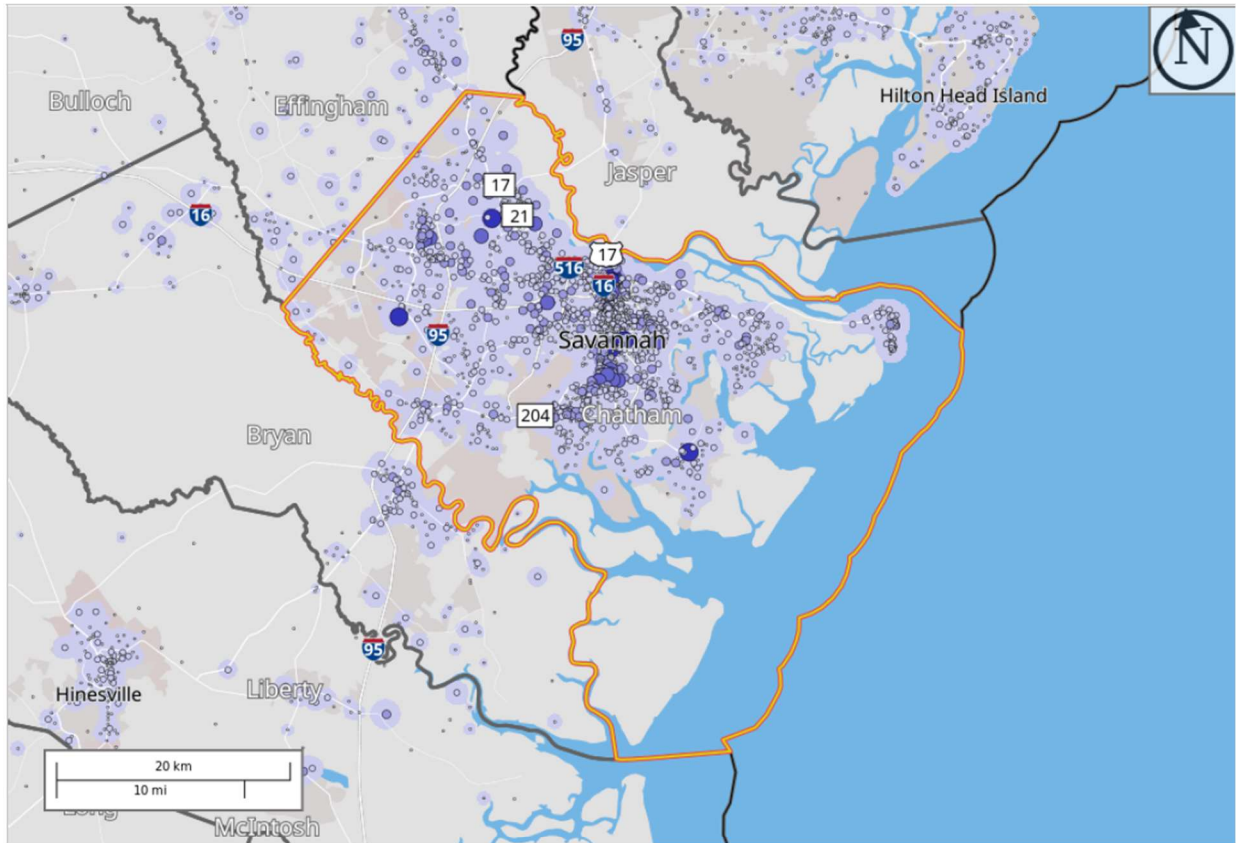 95
N
Hilton Head Island
Bulloch
Effingham
Jasper
17
16
21
17
516
16
95
Savannah
204
Chatham
Bryan
95
Hinesville
Liberty
20 km
10 mi
Long
McIntosh